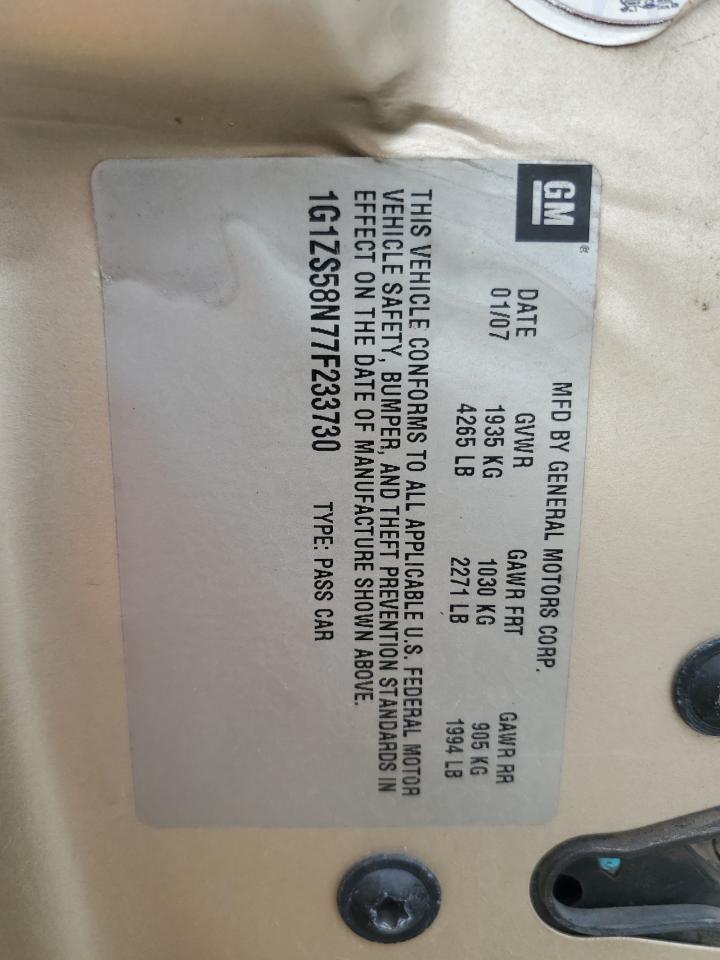 GM®
MFD BY GENERAL MOTORS CORP.
DATE GVWR GAWR FRT GAWR RR
01/07 1935 KG 1030 KG 905 KG
4265 LB 2271 LB 1994 LB
THIS VEHICLE CONFORMS TO ALL APPLICABLE U.S. FEDERAL MOTOR
VEHICLE SAFETY, BUMPER, AND THEFT PREVENTION STANDARDS IN
EFFECT ON THE DATE OF MANUFACTURE SHOWN ABOVE.
1G1ZS58N77F233730 TYPE: PASS CAR